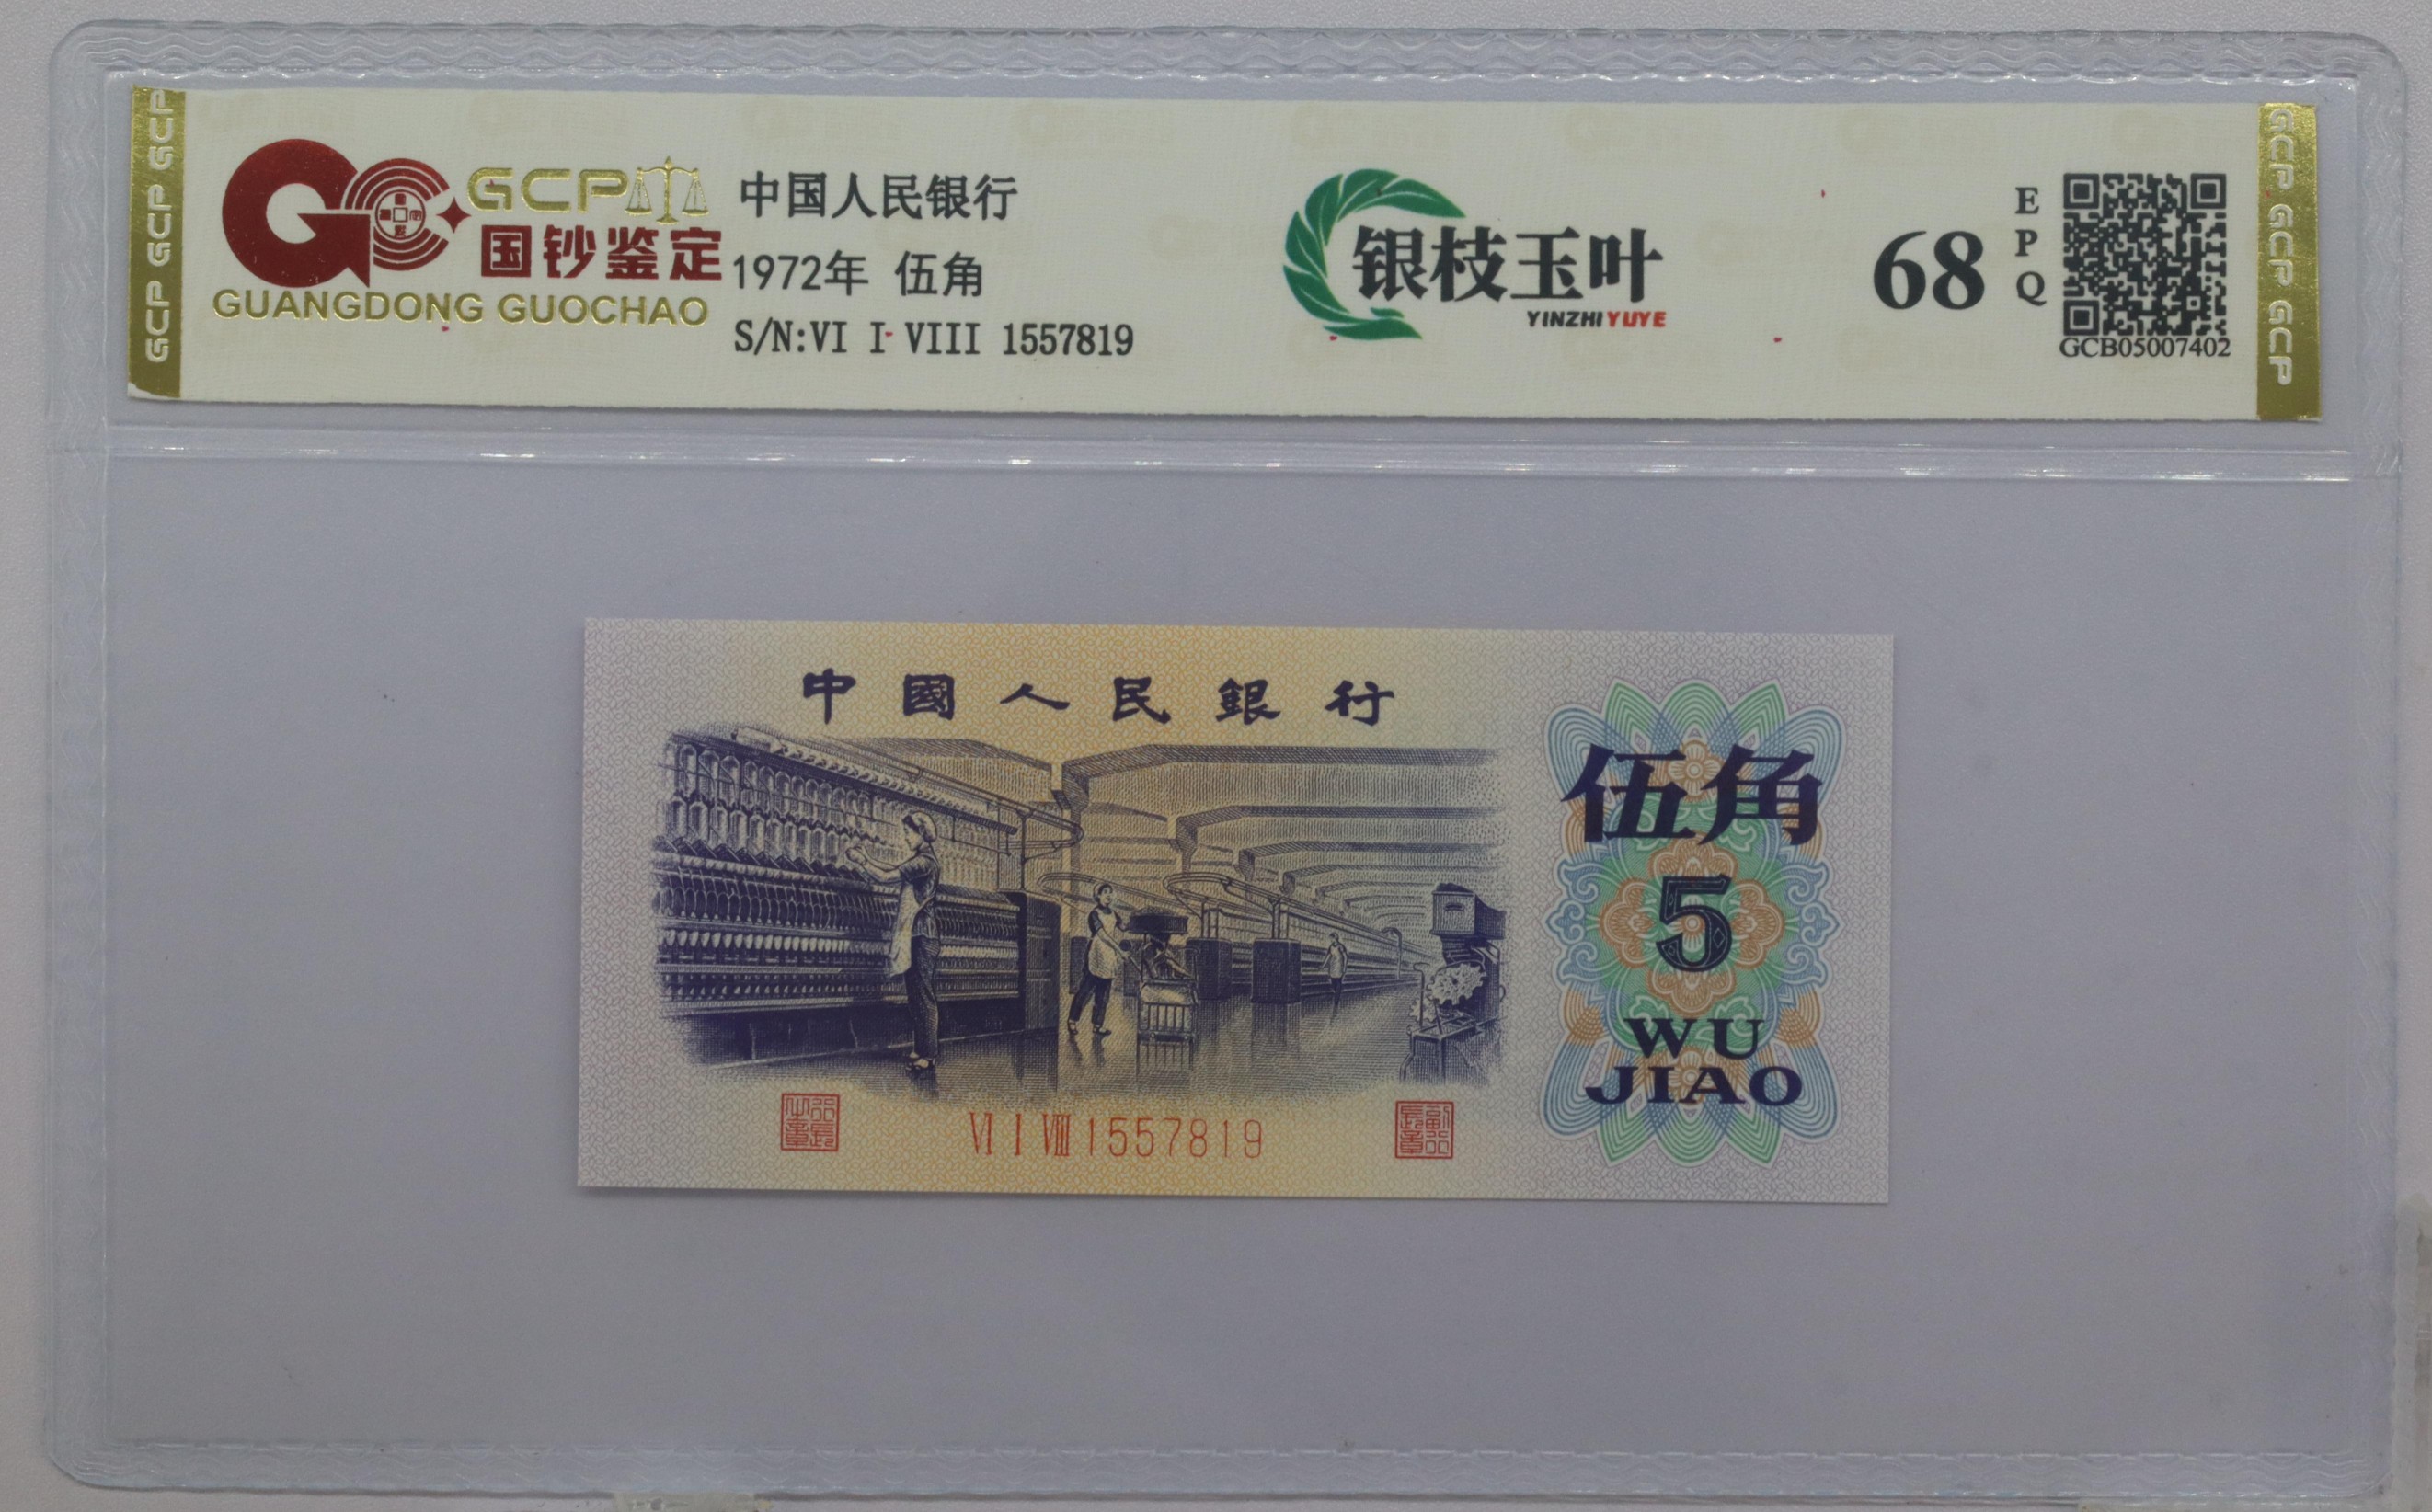 GCP GCP GCP
GCP
国钞鉴定
GUANGDONG GUOCHAO
中国人民银行
1972年 伍角
S/N:VI I VIII 1557819
银枝玉叶
YINZHI YUYE
68
EPQ
GCB05007402
GCP GCP GCP
中國人民銀行
伍角
5
WU
JIAO
VI I VIII 1557819